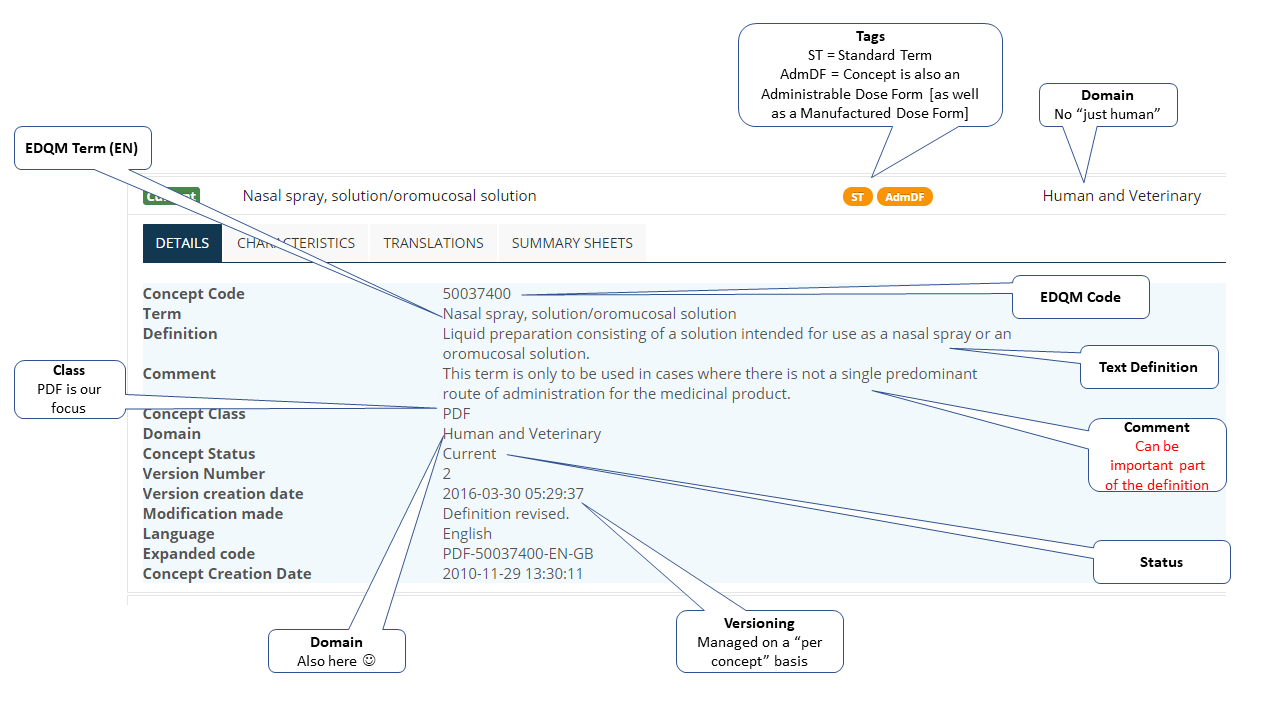 Tags
ST = Standard Term
AdmDF = Concept is also an
Administrable Dose Form [as well
as a Manufactured Dose Form]
Domain
No “just human”
EDQM Term (EN)
Current Nasal spray, solution/oromucosal solution ST AdmDF Human and Veterinary
DETAILS CHARACTERISTICS TRANSLATIONS SUMMARY SHEETS
Concept Code 50037400
EDQM Code
Term Nasal spray, solution/oromucosal solution
Definition Liquid preparation consisting of a solution intended for use as a nasal spray or an
oromucosal solution.
Text Definition
Comment This term is only to be used in cases where there is not a single predominant
route of administration for the medicinal product.
Class
PDF is our
focus
Concept Class PDF
Comment
Can be
important part
of the definition
Domain Human and Veterinary
Concept Status Current
Version Number 2
Version creation date 2016-03-30 05:29:37
Modification made Definition revised.
Language English
Expanded code PDF-50037400-EN-GB
Concept Creation Date 2010-11-29 13:30:11
Status
Domain
Also here ☺
Versioning
Managed on a “per
concept” basis